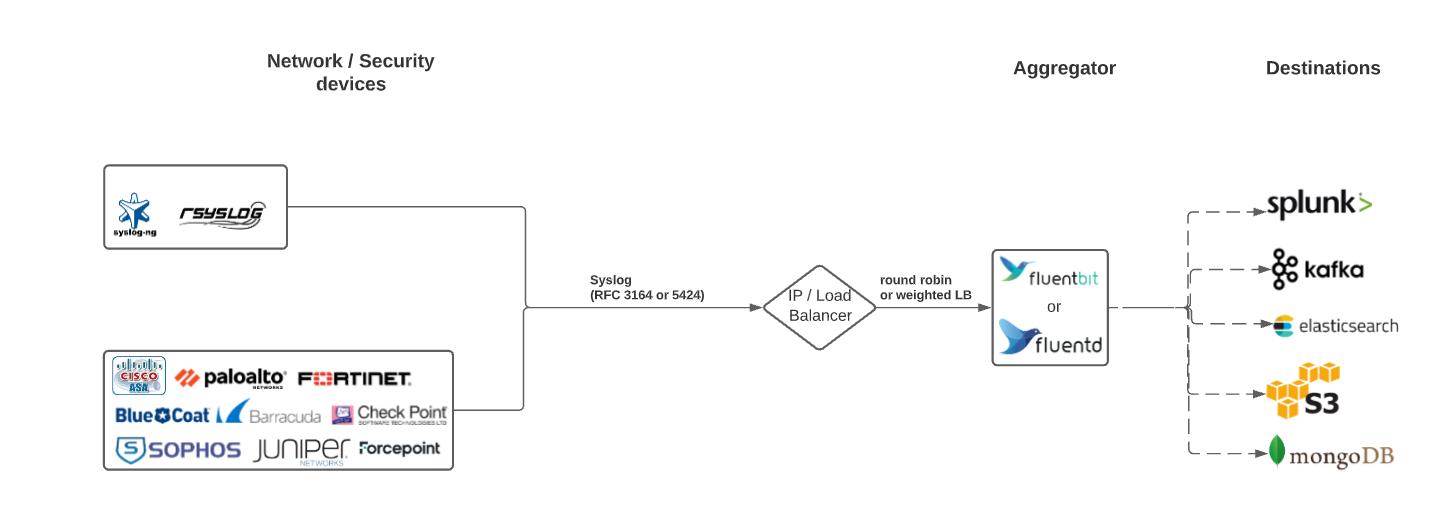 Network / Security
devices
Aggregator
Destinations
syslog-ng
rsyslog
Syslog
(RFC 3164 or 5424)
IP / Load
Balancer
round robin
or weighted LB
fluentbit
or
fluentd
splunk>
kafka
elasticsearch
S3
mongoDB
CISCO
ASA
paloalto
NETWORKS
FORTINET
Blue Coat
Barracuda
Check Point
SOFTWARE TECHNOLOGIES LTD
S SOPHOS
JUNIPEr
NETWORKS
Forcepoint